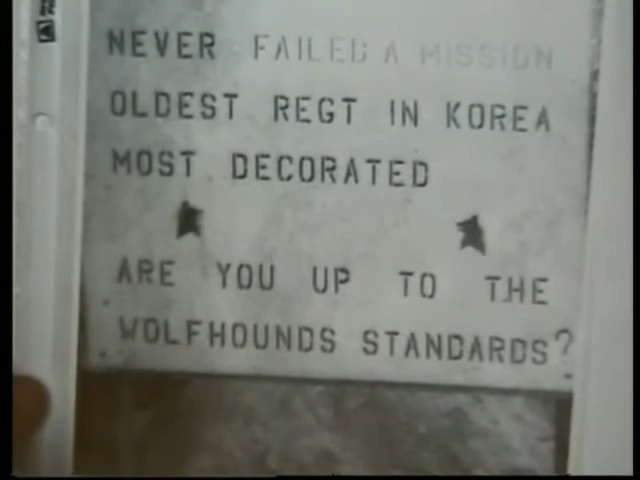 NEVER FAILED A MISSION
OLDEST REGT IN KOREA
MOST DECORATED
ARE YOU UP TO THE
WOLFHOUNDS STANDARDS?